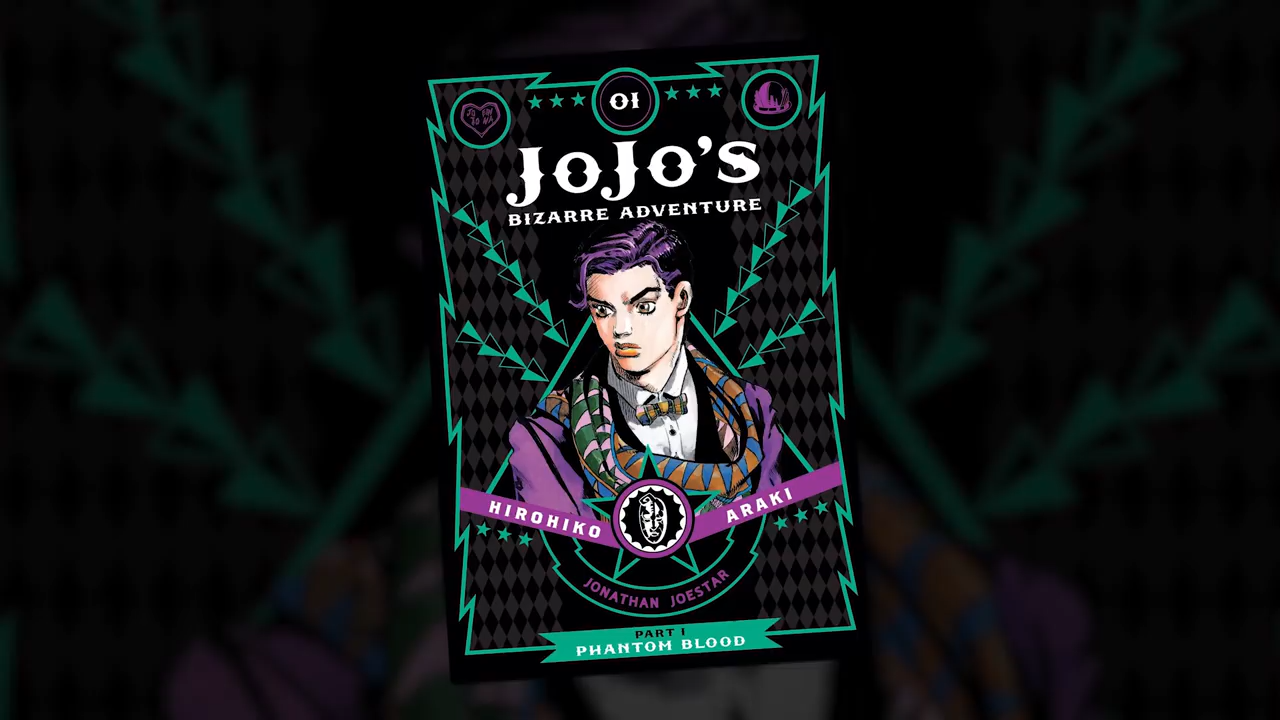 01
JOJO'S
BIZARRE ADVENTURE
HIROHIKO ARAKI
JONATHAN JOESTAR
PART 1
PHANTOM BLOOD